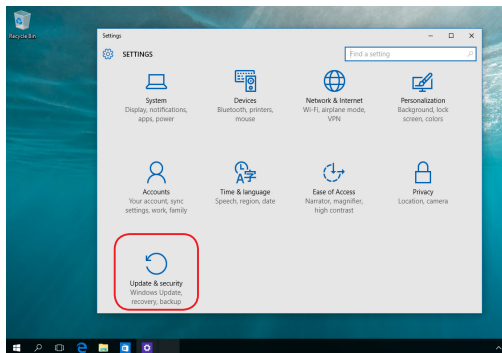 Recycle Bin
Settings
SETTINGS
Find a setting
System
Display, notifications,
apps, power
Devices
Bluetooth, printers,
mouse
Network & Internet
Wi-Fi, airplane mode,
VPN
Personalization
Background, lock
screen, colors
Accounts
Your account, sync
settings, work, family
Time & language
Speech, region, date
Ease of Access
Narrator, magnifier,
high contrast
Privacy
Location, camera
Update & security
Windows Update,
recovery, backup